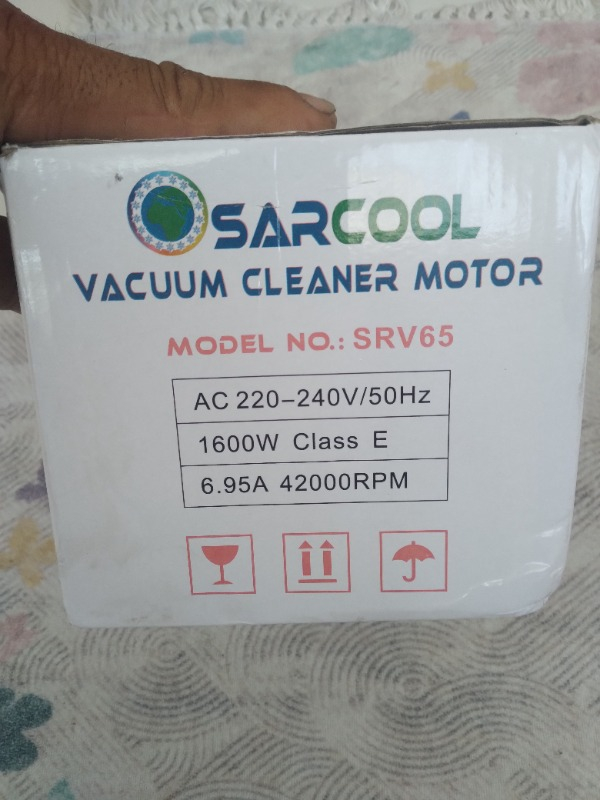 SARCOOL
VACUUM CLEANER MOTOR
MODEL NO.: SRV65
AC 220-240V/50Hz
1600W Class E
6.95A 42000RPM